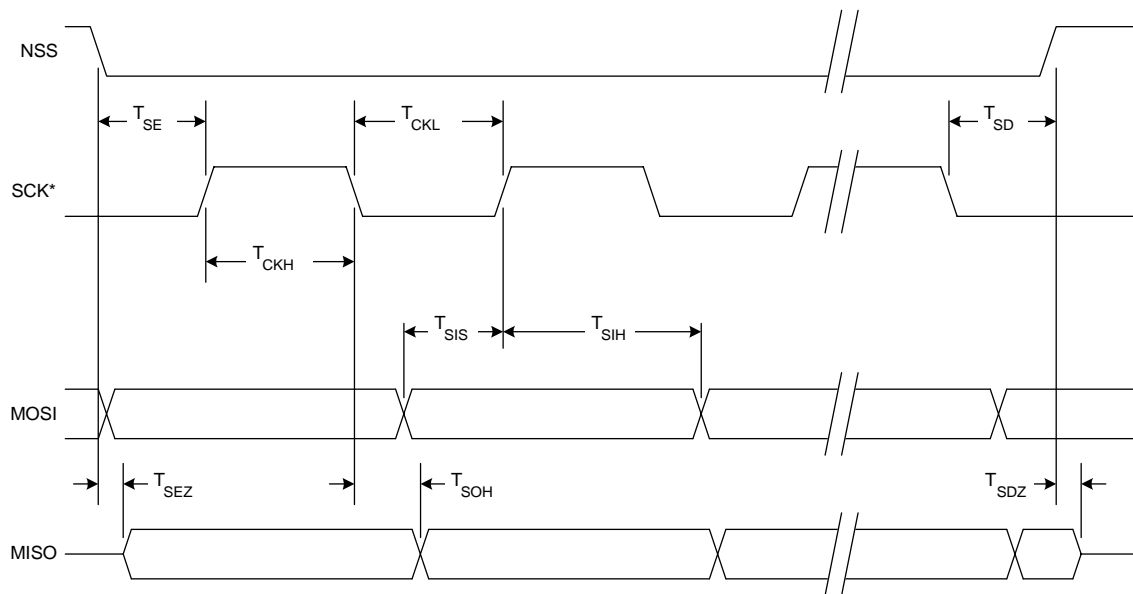 NSS
T_SE
T_CKL
T_SD
SCK*
T_CKH
T_SIS
T_SIH
MOSI
T_SEZ
T_SOH
T_SDZ
MISO